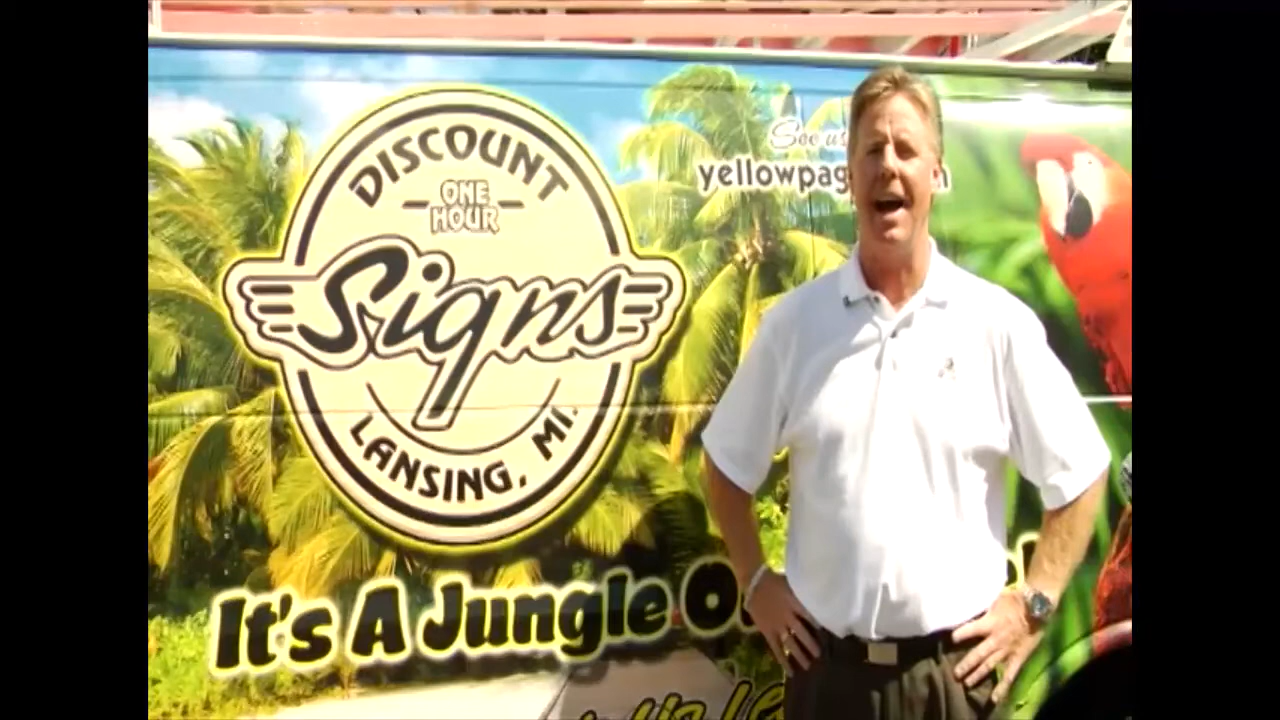 DISCOUNT
ONE
HOUR
Signs
LANSING, MI.
See us
yellowpag
It's A Jungle O